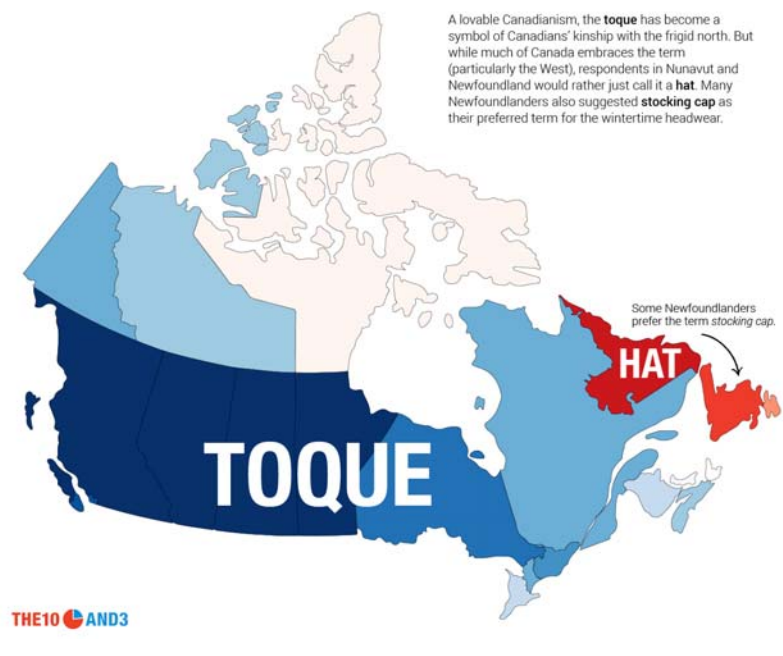 A lovable Canadianism, the toque has become a
symbol of Canadians' kinship with the frigid north. But
while much of Canada embraces the term
(particularly the West), respondents in Nunavut and
Newfoundland would rather just call it a hat. Many
Newfoundlanders also suggested stocking cap as
their preferred term for the wintertime headwear.
Some Newfoundlanders
prefer the term stocking cap.
HAT
TOQUE
THE10 AND3